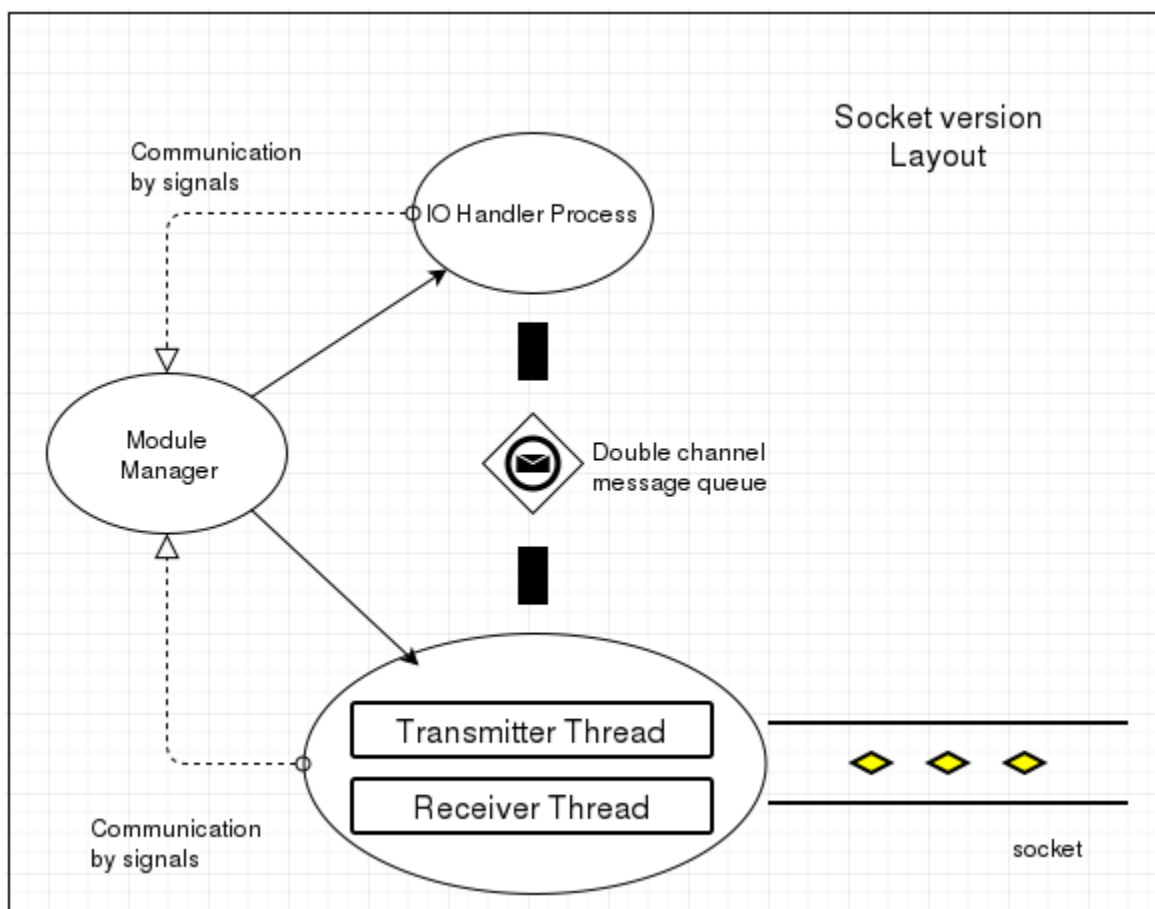 Socket version
Layout
Communication
by signals
IO Handler Process
Module
Manager
Double channel
message queue
Transmitter Thread
Receiver Thread
Communication
by signals
socket